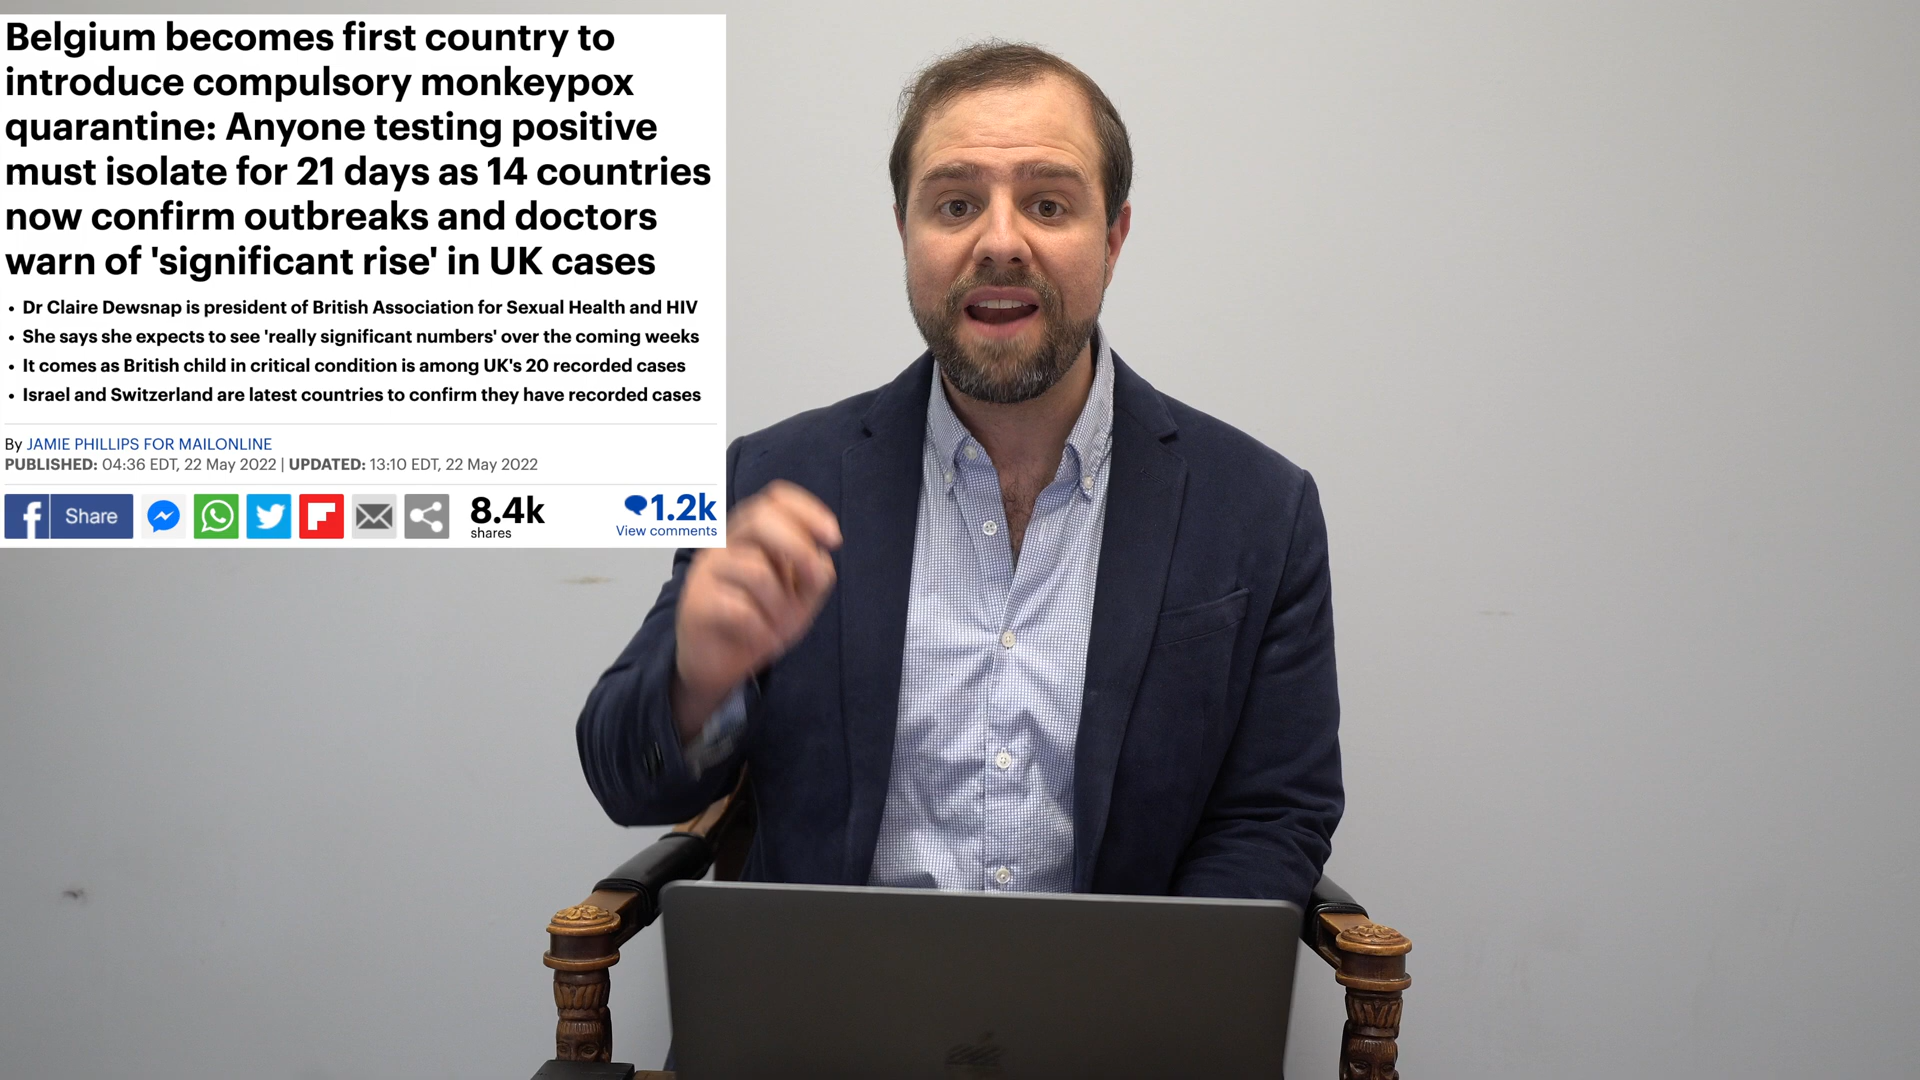 Belgium becomes first country to
introduce compulsory monkeypox
quarantine: Anyone testing positive
must isolate for 21 days as 14 countries
now confirm outbreaks and doctors
warn of 'significant rise' in UK cases
• Dr Claire Dewsnap is president of British Association for Sexual Health and HIV
• She says she expects to see 'really significant numbers' over the coming weeks
• It comes as British child in critical condition is among UK's 20 recorded cases
• Israel and Switzerland are latest countries to confirm they have recorded cases
By JAMIE PHILLIPS FOR MAILONLINE
PUBLISHED: 04:36 EDT, 22 May 2022 | UPDATED: 13:10 EDT, 22 May 2022
f Share 8.4k 1.2k
shares View comments